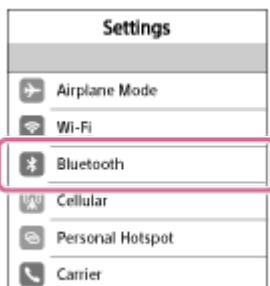 Settings
Airplane Mode
Wi-Fi
Bluetooth
Cellular
Personal Hotspot
Carrier